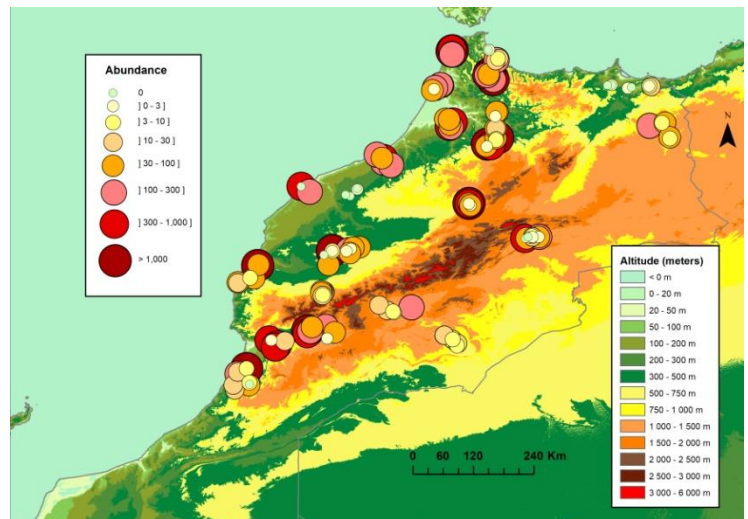 Abundance
0
] 0 - 3 ]
] 3 - 10 ]
] 10 - 30 ]
] 30 - 100 ]
] 100 - 300 ]
] 300 - 1,000 ]
> 1,000
N
Altitude (meters)
< 0 m
0 - 20 m
20 - 50 m
50 - 100 m
100 - 200 m
200 - 300 m
300 - 500 m
500 - 750 m
750 - 1 000 m
1 000 - 1 500 m
1 500 - 2 000 m
2 000 - 2 500 m
2 500 - 3 000 m
3 000 - 6 000 m
0 60 120 240 Km